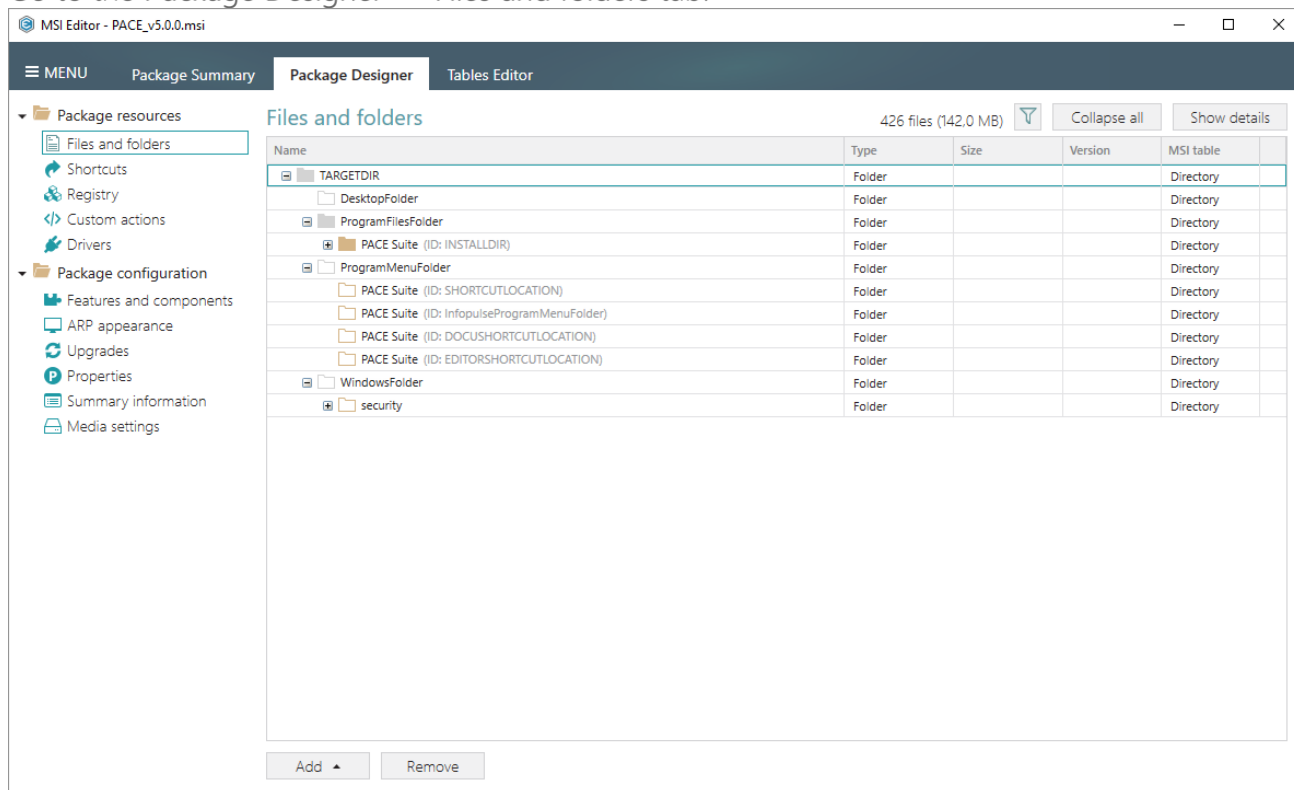 MSI Editor - PACE_v5.0.0.msi
MENU Package Summary Package Designer Tables Editor
Package resources
Files and folders
Shortcuts
Registry
Custom actions
Drivers
Package configuration
Features and components
ARP appearance
Upgrades
Properties
Summary information
Media settings
Files and folders 426 files (142,0 MB) Collapse all Show details
Name Type Size Version MSI table
TARGETDIR Folder Directory
DesktopFolder Folder Directory
ProgramFilesFolder Folder Directory
PACE Suite (ID: INSTALLDIR) Folder Directory
ProgramMenuFolder Folder Directory
PACE Suite (ID: SHORTCUTLOCATION) Folder Directory
PACE Suite (ID: InfopulseProgramMenuFolder) Folder Directory
PACE Suite (ID: DOCUSHORTCUTLOCATION) Folder Directory
PACE Suite (ID: EDITORSHORTCUTLOCATION) Folder Directory
WindowsFolder Folder Directory
security Folder Directory
Add Remove